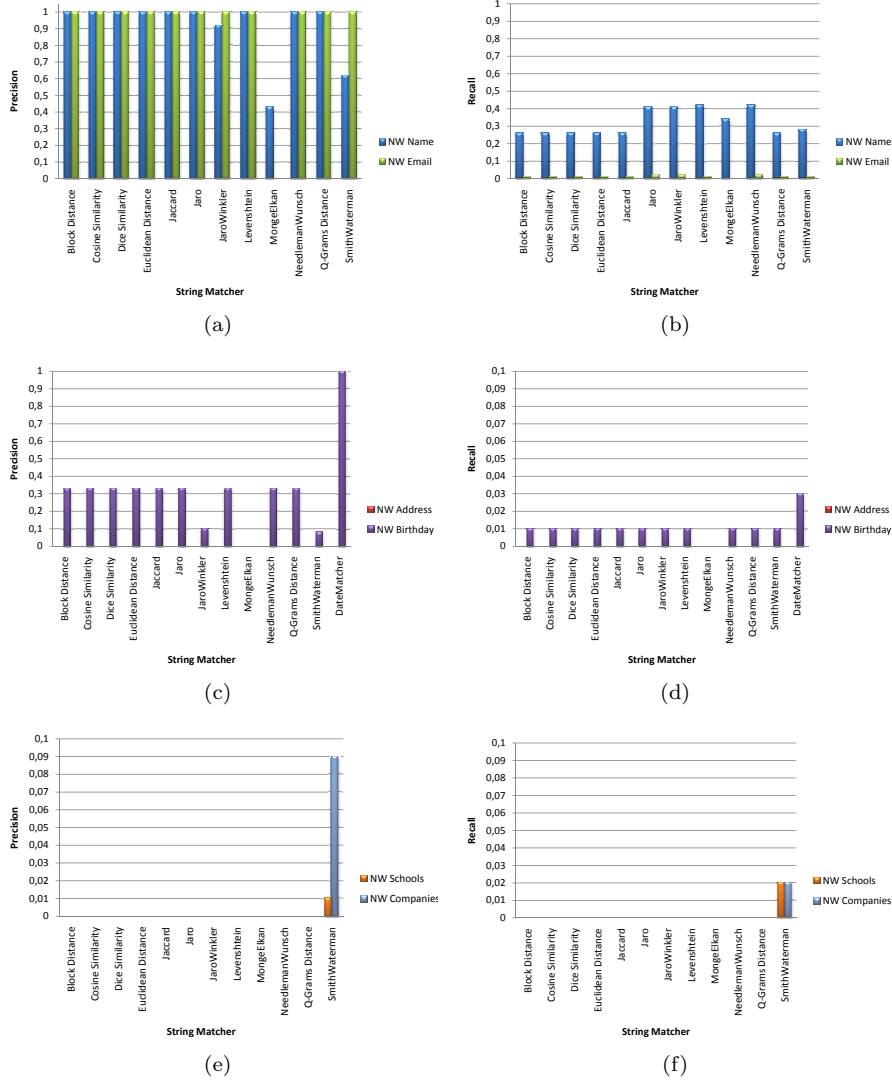 1
0,9
0,8
0,7
0,6
0,5
0,4
0,3
0,2
0,1
0
Precision
Block Distance
Cosine Similarity
Dice Similarity
Euclidean Distance
Jaccard
Jaro
JaroWinkler
Levenshtein
MongeElkan
NeedlemanWunsch
Q-Grams Distance
SmithWaterman
String Matcher
NW Name
NW Email
(a)
1
0,9
0,8
0,7
0,6
0,5
0,4
0,3
0,2
0,1
0
Recall
Block Distance
Cosine Similarity
Dice Similarity
Euclidean Distance
Jaccard
Jaro
JaroWinkler
Levenshtein
MongeElkan
NeedlemanWunsch
Q-Grams Distance
SmithWaterman
String Matcher
NW Name
NW Email
(b)
1
0,9
0,8
0,7
0,6
0,5
0,4
0,3
0,2
0,1
0
Precision
Block Distance
Cosine Similarity
Dice Similarity
Euclidean Distance
Jaccard
Jaro
JaroWinkler
Levenshtein
MongeElkan
NeedlemanWunsch
Q-Grams Distance
SmithWaterman
DateMatcher
String Matcher
NW Address
NW Birthday
(c)
0,1
0,09
0,08
0,07
0,06
0,05
0,04
0,03
0,02
0,01
0
Recall
Block Distance
Cosine Similarity
Dice Similarity
Euclidean Distance
Jaccard
Jaro
JaroWinkler
Levenshtein
MongeElkan
NeedlemanWunsch
Q-Grams Distance
SmithWaterman
DateMatcher
String Matcher
NW Address
NW Birthday
(d)
0,1
0,09
0,08
0,07
0,06
0,05
0,04
0,03
0,02
0,01
0
Precision
Block Distance
Cosine Similarity
Dice Similarity
Euclidean Distance
Jaccard
Jaro
JaroWinkler
Levenshtein
MongeElkan
NeedlemanWunsch
Q-Grams Distance
SmithWaterman
String Matcher
NW Schools
NW Companies
(e)
0,1
0,09
0,08
0,07
0,06
0,05
0,04
0,03
0,02
0,01
0
Recall
Block Distance
Cosine Similarity
Dice Similarity
Euclidean Distance
Jaccard
Jaro
JaroWinkler
Levenshtein
MongeElkan
NeedlemanWunsch
Q-Grams Distance
SmithWaterman
String Matcher
NW Schools
NW Companies
(f)